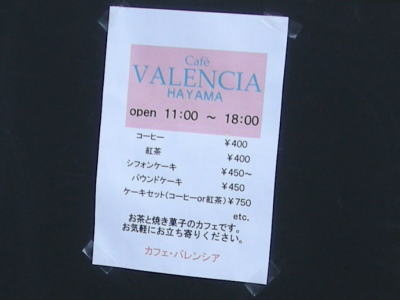 Café
VALENCIA
HAYAMA
open 11:00 ～ 18:00
コーヒー ￥400
紅茶 ￥400
シフォンケーキ ￥450～
パウンドケーキ ￥450
ケーキセット(コーヒーor紅茶) ￥750
etc.
お茶と焼き菓子のカフェです。
お気軽にお立ち寄りください。
カフェ・バレンシア